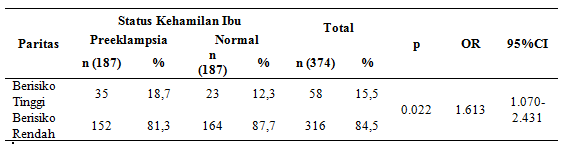 Paritas Status Kehamilan Ibu Total p OR 95%CI
Preeklampsia Normal
n (187) % n (187) % n (374) %
Berisiko Tinggi 35 18,7 23 12,3 58 15,5 0.022 1.613 1.070-2.431
Berisiko Rendah 152 81,3 164 87,7 316 84,5